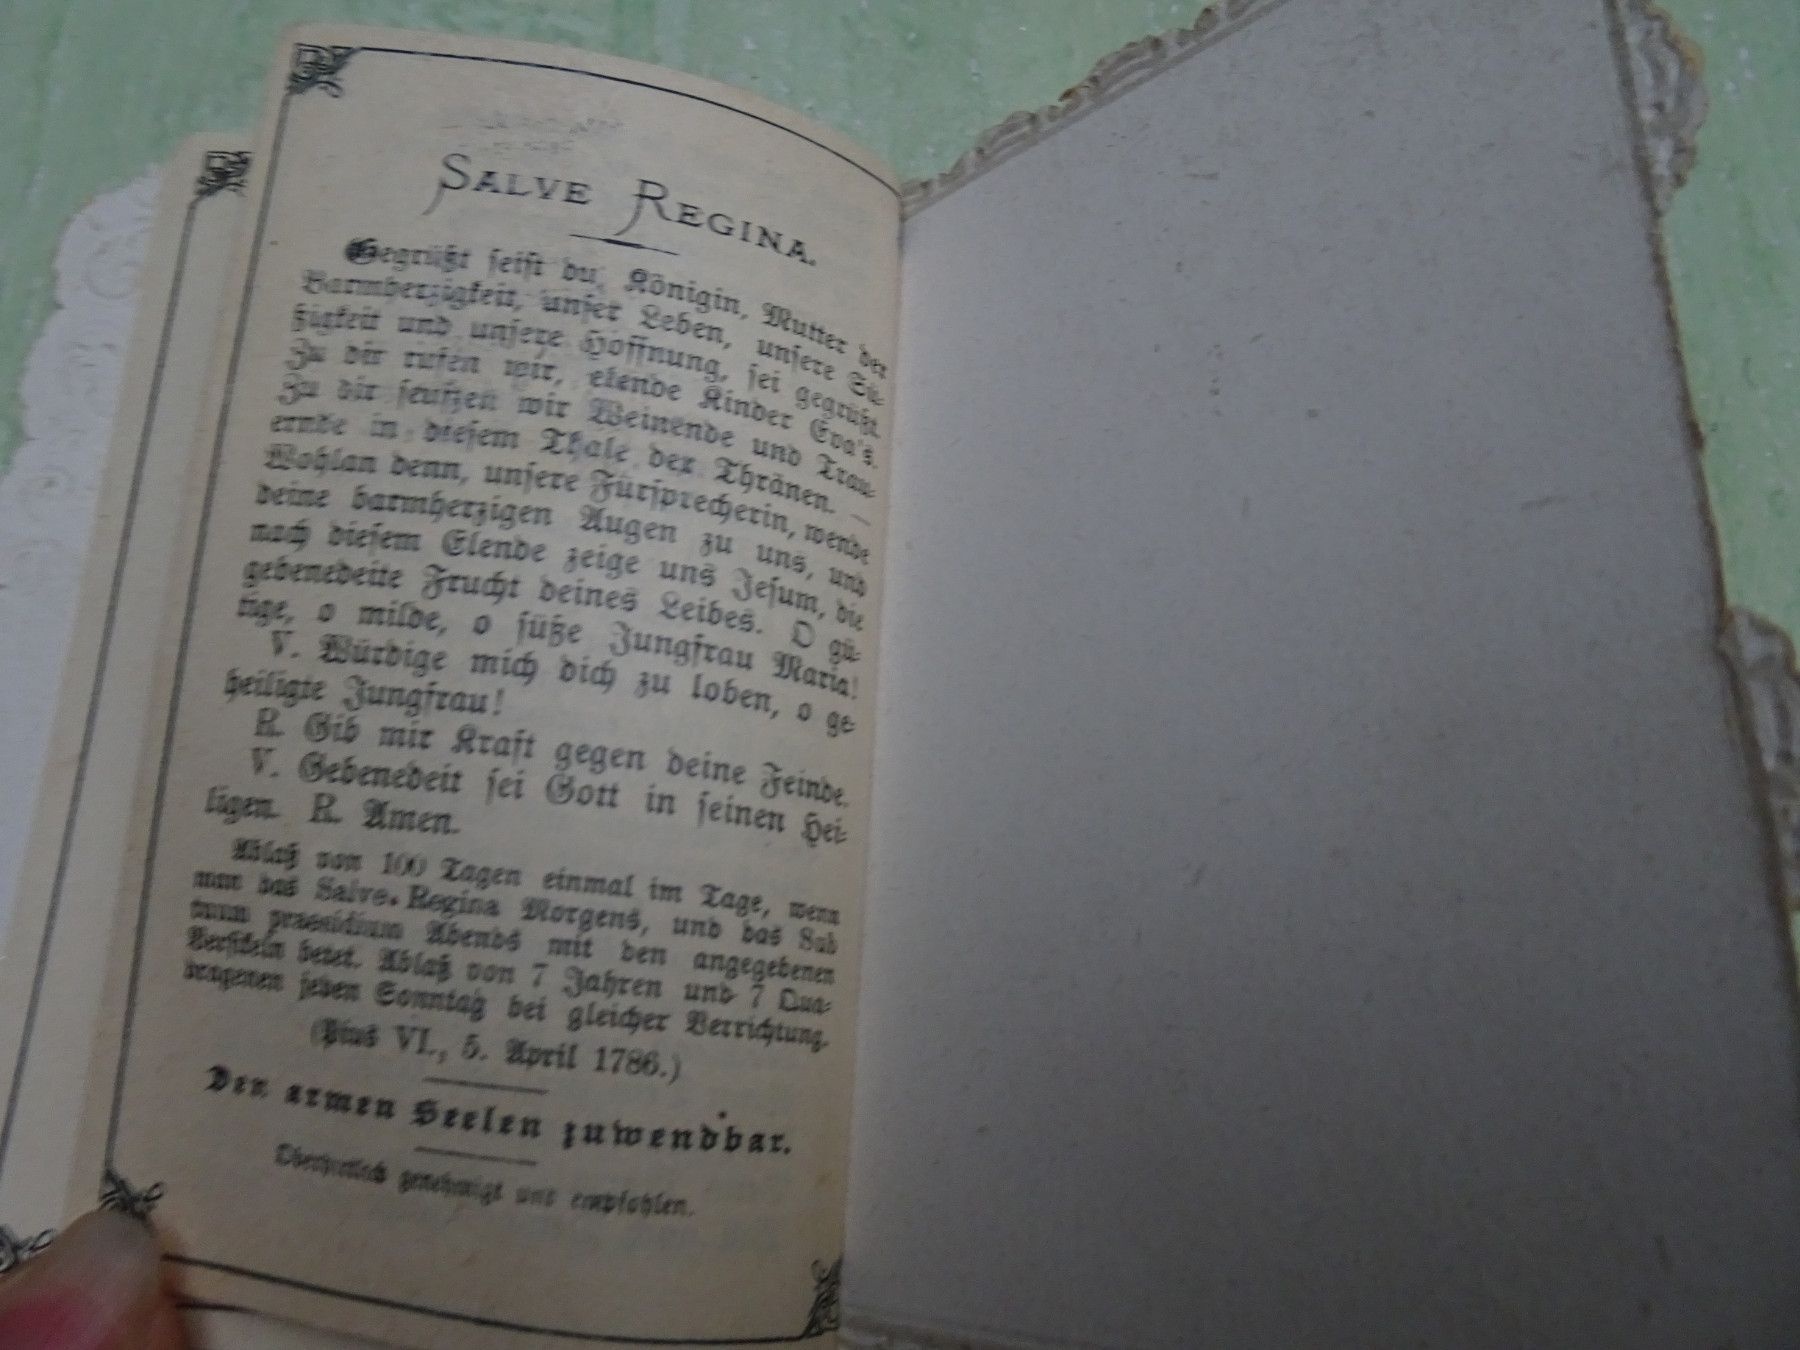 SALVE REGINA.
Gegrüßt seist du, Königin, Mutter der
Barmherzigkeit, unser Leben, unsere Sü-
ßigkeit und unsere Hoffnung, sei gegrüßt.
Zu dir rufen wir, elende Kinder Eva's.
Zu dir seufzen wir Weinende und Trau-
ernde in diesem Thale der Thränen. —
Wohlan denn, unsere Fürsprecherin, wende
deine barmherzigen Augen zu uns, und
nach diesem Elende zeige uns Jesum, die
gebenedeite Frucht deines Leibes. O gü-
tige, o milde, o süße Jungfrau Maria!
V. Würdige mich dich zu loben, o ge-
heiligte Jungfrau!
R. Gib mir Kraft gegen deine Feinde.
V. Gebenedeit sei Gott in seinen Hei-
ligen. R. Amen.
Ablaß von 100 Tagen einmal im Tage, wenn
man das Salve Regina Morgens, und das Sub
tuum praesidium Abends mit den angegebenen
Versikeln betet. Ablaß von 7 Jahren und 7 Qua-
dragenen jeden Sonntag bei gleicher Verrichtung.
(Pius VI., 5. April 1786.)
Den armen Seelen zuwendbar.
Oberhirtlich genehmigt und empfohlen.